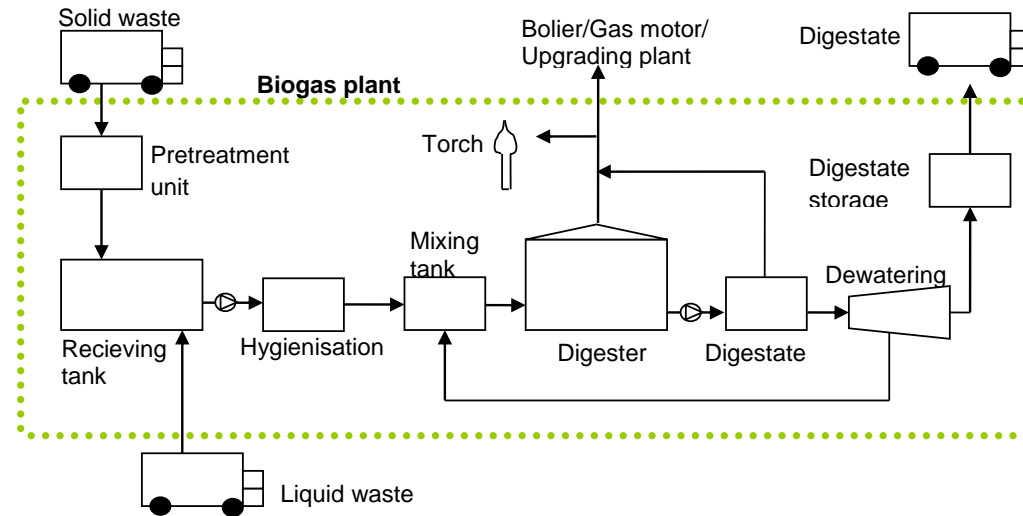 Solid waste
Bolier/Gas motor/
Upgrading plant
Digestate
Biogas plant
Torch
Pretreatment
unit
Digestate
storage
Mixing
tank
Dewatering
Recieving
tank
Hygienisation
Digester
Digestate
Liquid waste